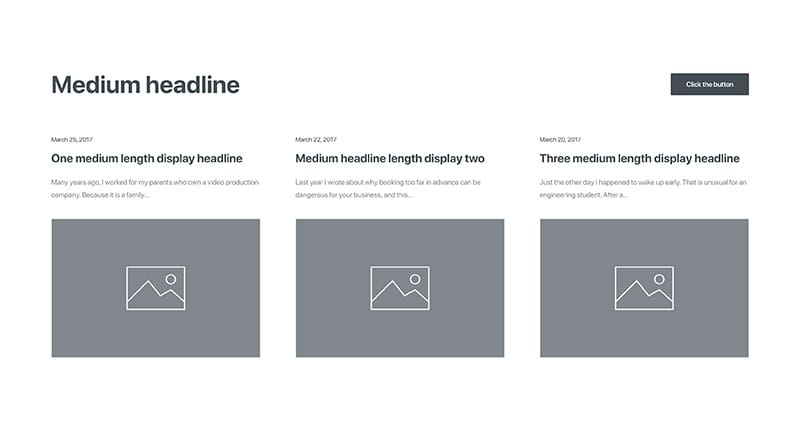 Medium headline
Click the button
March 25, 2017
One medium length display headline
Many years ago, I worked for my parents who own a video production
company. Because it is a family...
March 22, 2017
Medium headline length display two
Last year I wrote about why booking too far in advance can be
dangerous for your business, and this...
March 20, 2017
Three medium length display headline
Just the other day I happened to wake up early. That is unusual for an
engineering student. After a...